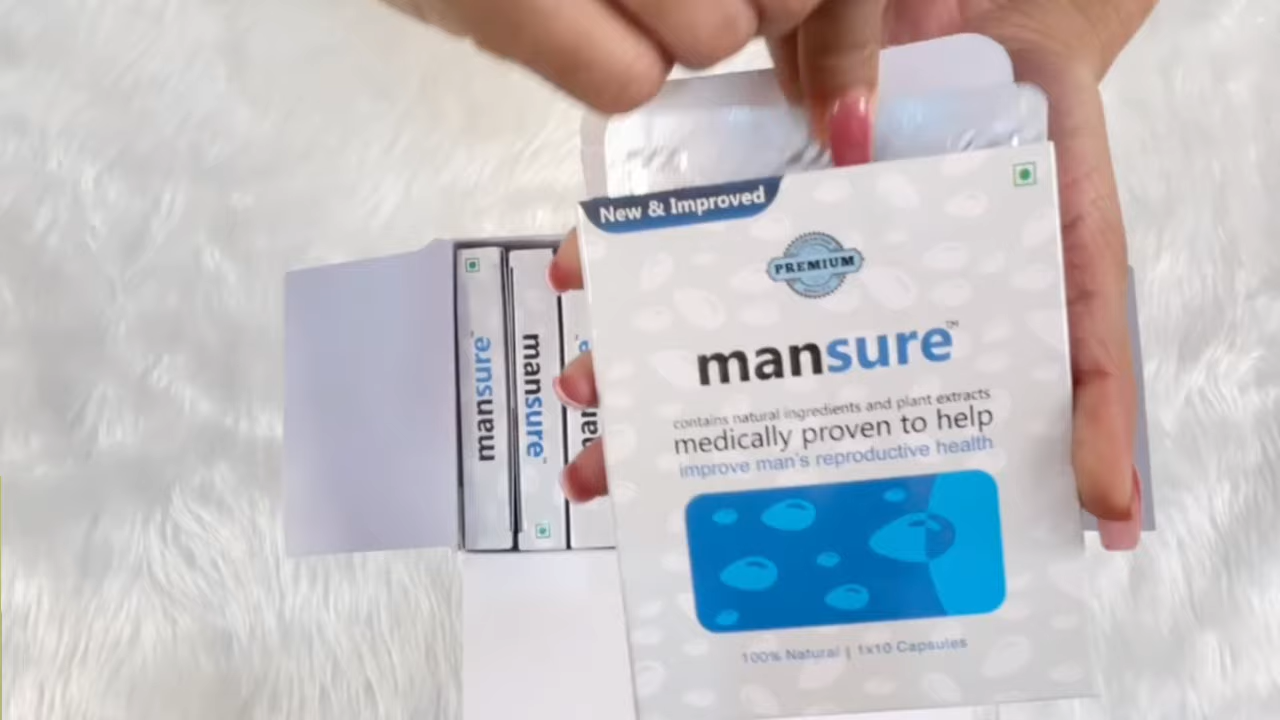 New & Improved
PREMIUM
mansure™
contains natural ingredients and plant extracts
medically proven to help
improve man's reproductive health
100% Natural | 1x10 Capsules
mansure
mansure